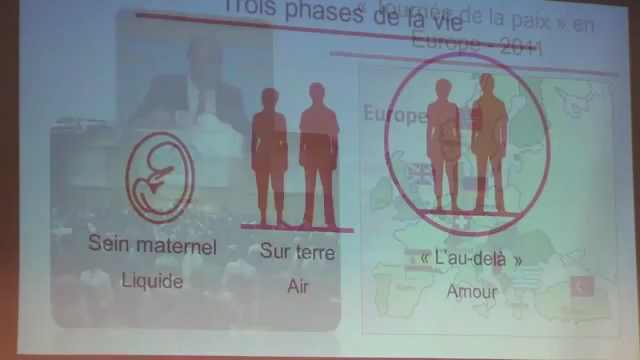 Trois phases de la vie
« Journée de la paix » en
Europe - 2011
Europe
Sein maternel
Liquide
Sur terre
Air
« L'au-delà »
Amour